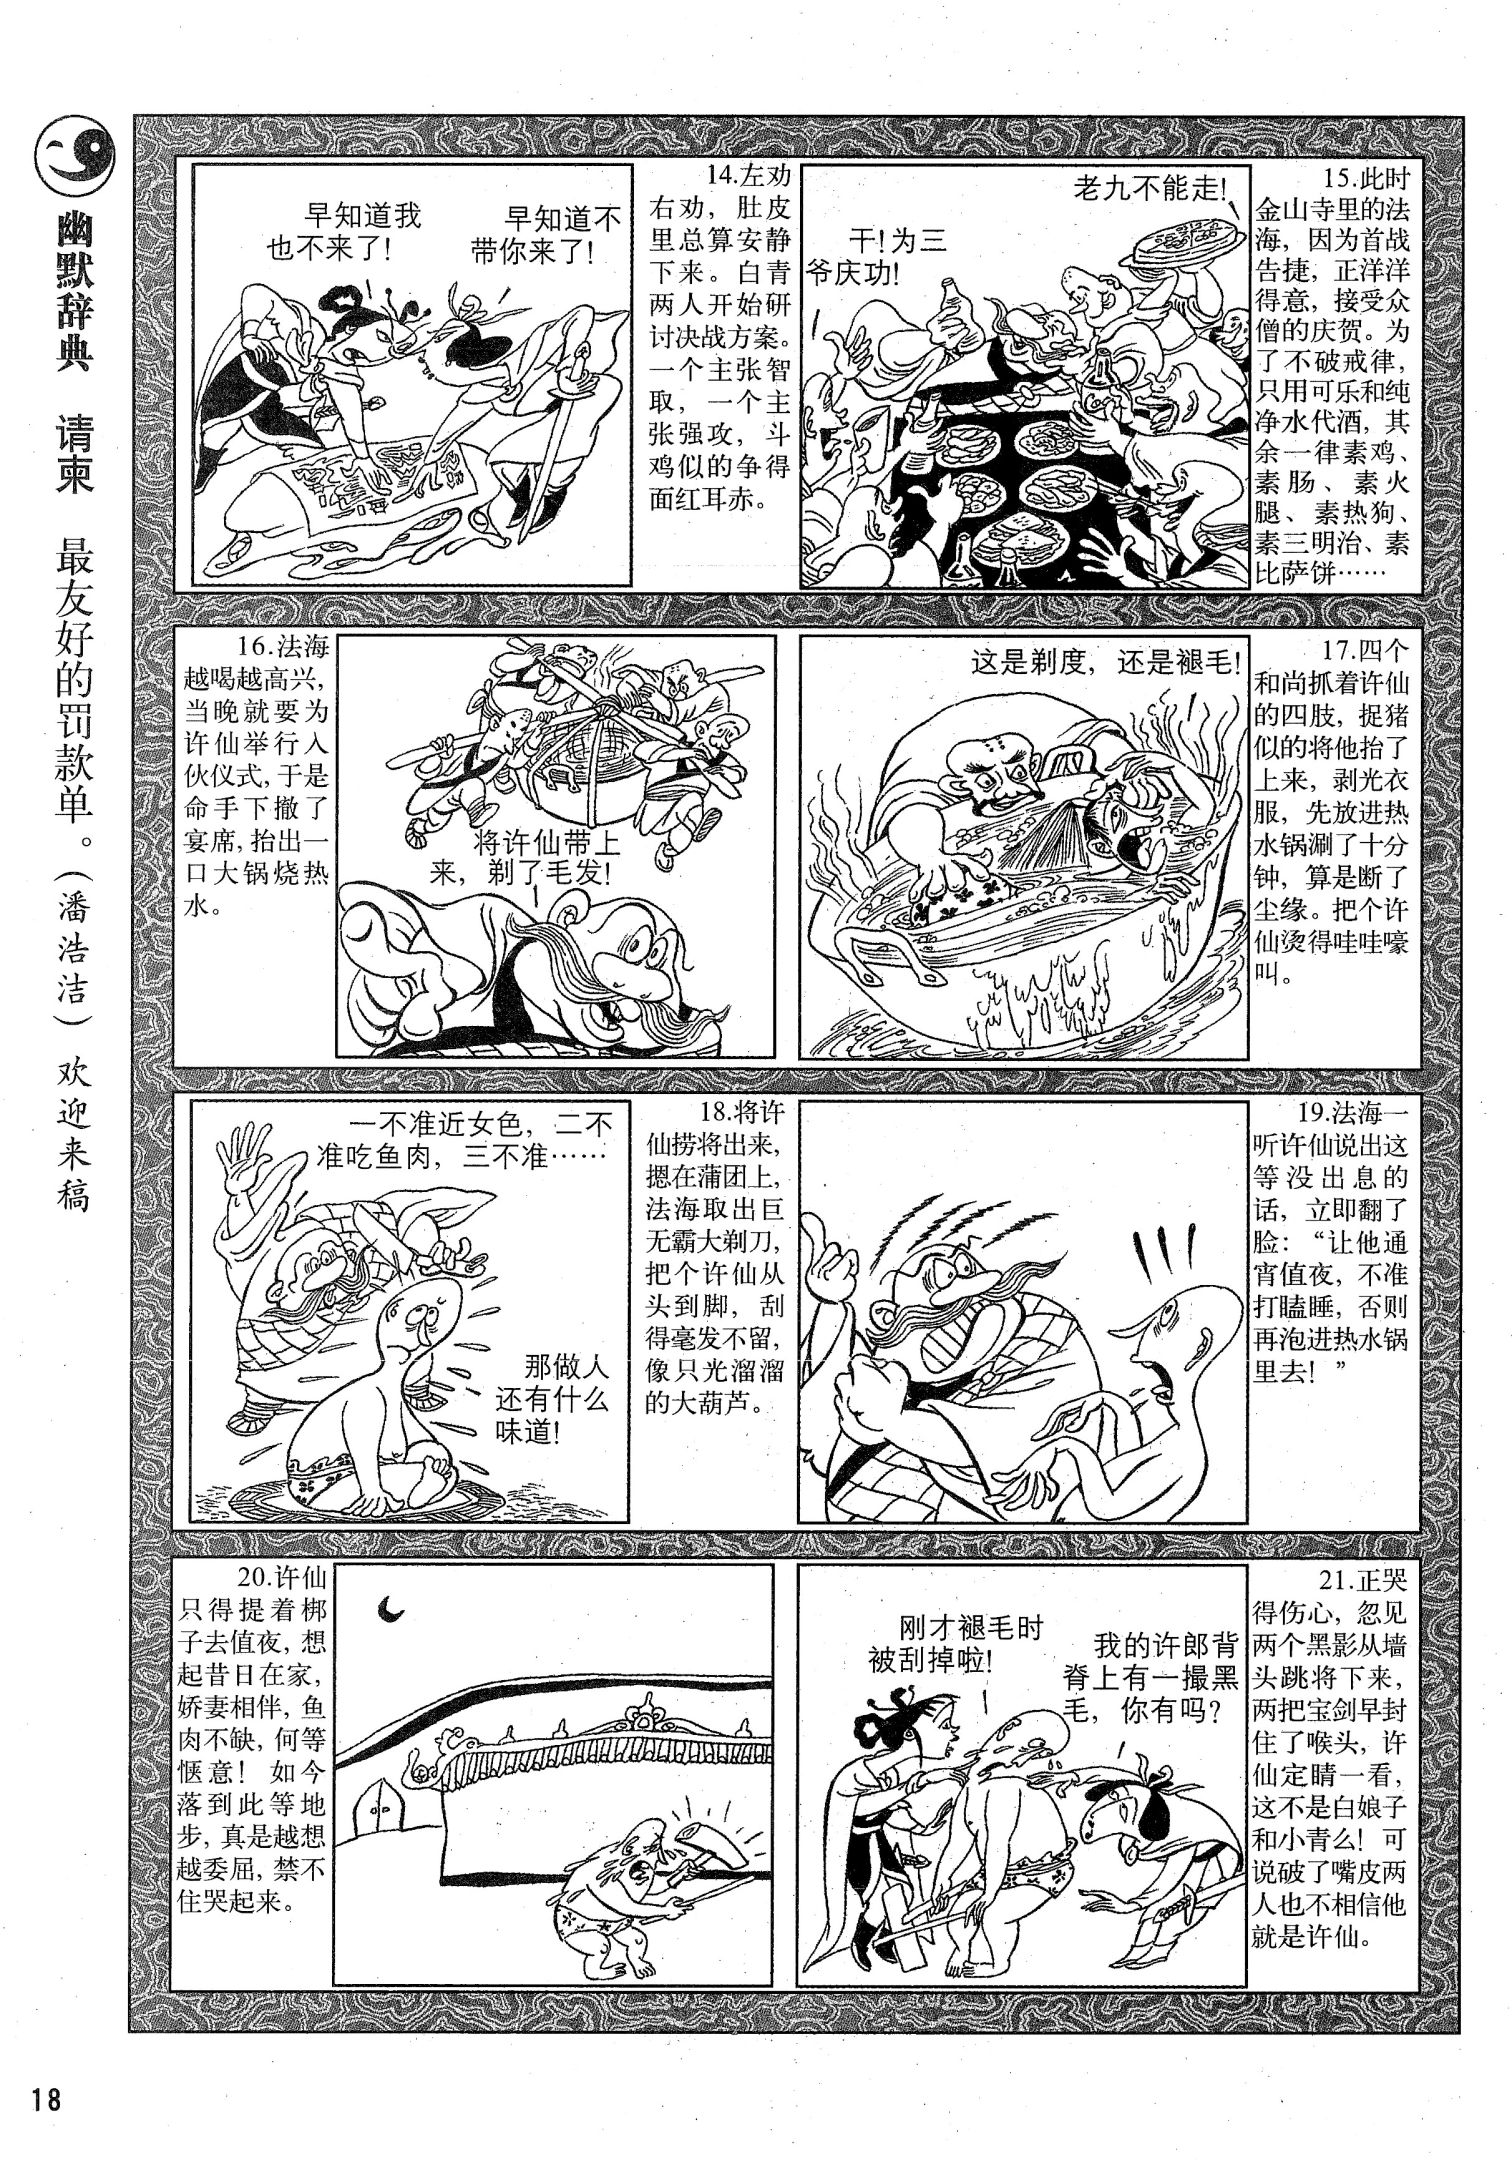 幽默辞典　请柬　最友好的罚款单。(潘浩洁)欢迎来稿
早知道我
也不来了!
早知道不
带你来了!
14.左劝
右劝，肚皮
里总算安静
下来。白青
两人开始研
讨决战方案。
一个主张智
取，一个主
张强攻，斗
鸡似的争得
面红耳赤。
老九不能走!
干!为三
爷庆功!
15.此时
金山寺里的法
海，因为首战
告捷，正洋洋
得意，接受众
僧的庆贺。为
了不破戒律，
只用可乐和纯
净水代酒，其
余一律素鸡、
素肠、素火
腿、素热狗、
素三明治、素
比萨饼……
16.法海
越喝越高兴，
当晚就要为
许仙举行入
伙仪式，于是
命手下撤了
宴席，抬出一
口大锅烧热
水。
将许仙带上
来，剃了毛发!
这是剃度，还是褪毛!
17.四个
和尚抓着许仙
的四肢，捉猪
似的将他抬了
上来，剥光衣
服，先放进热
水锅涮了十分
钟，算是断了
尘缘。把个许
仙烫得哇哇嚎
叫。
一不准近女色，二不
准吃鱼肉，三不准……
那做人
还有什么
味道!
18.将许
仙捞将出来，
摁在蒲团上，
法海取出巨
无霸大剃刀，
把个许仙从
头到脚，刮
得毫发不留，
像只光溜溜
的大葫芦。
19.法海一
听许仙说出这
等没出息的
话，立即翻了
脸：“让他通
宵值夜，不准
打瞌睡，否则
再泡进热水锅
里去！”
20.许仙
只得提着梆
子去值夜，想
起昔日在家，
娇妻相伴，鱼
肉不缺，何等
惬意！如今
落到此等地
步，真是越想
越委屈，禁不
住哭起来。
刚才褪毛时
被刮掉啦!
我的许郎背
脊上有一撮黑
毛，你有吗?
21.正哭
得伤心，忽见
两个黑影从墙
头跳将下来，
两把宝剑早封
住了喉头，许
仙定睛一看，
这不是白娘子
和小青么！可
说破了嘴皮两
人也不相信他
就是许仙。
18